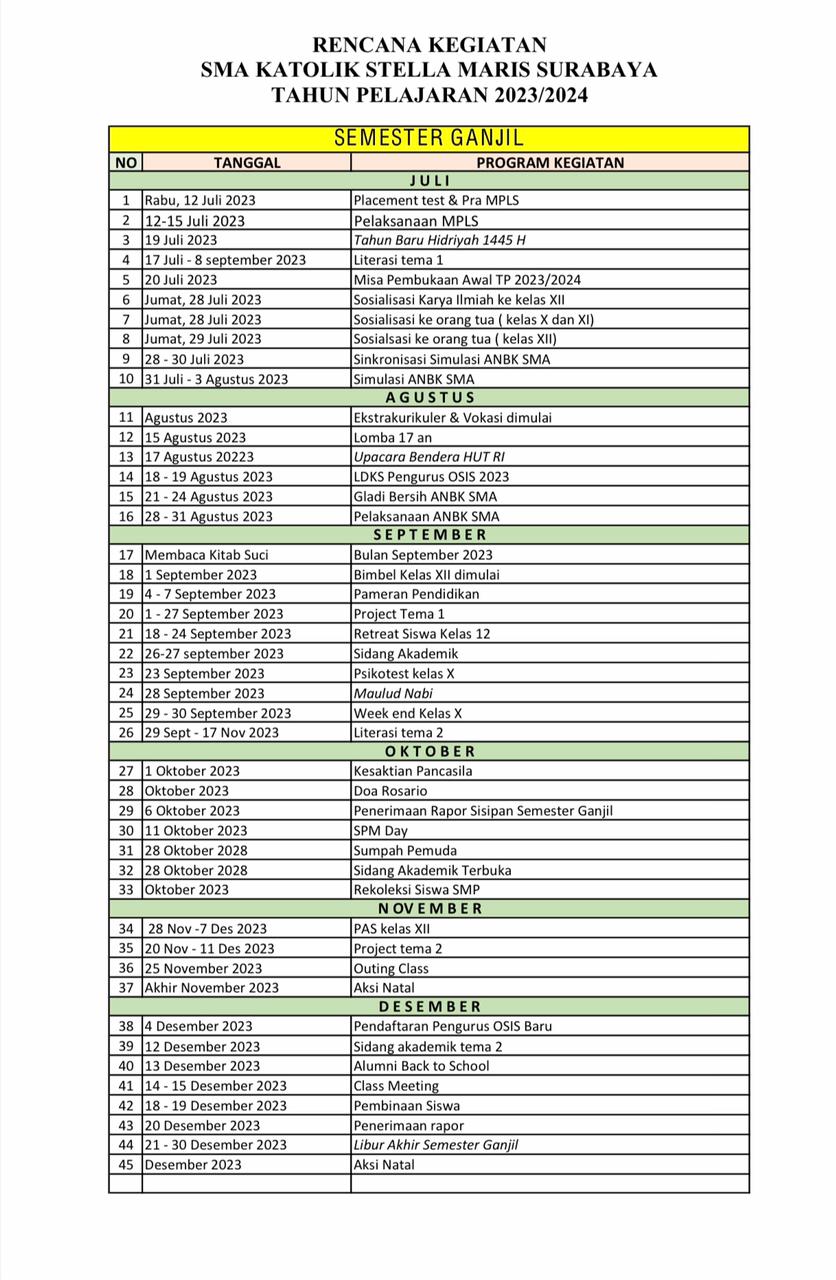 RENCANA KEGIATAN
SMA KATOLIK STELLA MARIS SURABAYA
TAHUN PELAJARAN 2023/2024
SEMESTER GANJIL
NO TANGGAL PROGRAM KEGIATAN
J U L I
1 Rabu, 12 Juli 2023 Placement test & Pra MPLS
2 12-15 Juli 2023 Pelaksanaan MPLS
3 19 Juli 2023 Tahun Baru Hidriyah 1445 H
4 17 Juli - 8 september 2023 Literasi tema 1
5 20 Juli 2023 Misa Pembukaan Awal TP 2023/2024
6 Jumat, 28 Juli 2023 Sosialisasi Karya Ilmiah ke kelas XII
7 Jumat, 28 Juli 2023 Sosialisasi ke orang tua ( kelas X dan XI)
8 Jumat, 29 Juli 2023 Sosialsasi ke orang tua ( kelas XII)
9 28 - 30 Juli 2023 Sinkronisasi Simulasi ANBK SMA
10 31 Juli - 3 Agustus 2023 Simulasi ANBK SMA
A G U S T U S
11 Agustus 2023 Ekstrakurikuler & Vokasi dimulai
12 15 Agustus 2023 Lomba 17 an
13 17 Agustus 20223 Upacara Bendera HUT RI
14 18 - 19 Agustus 2023 LDKS Pengurus OSIS 2023
15 21 - 24 Agustus 2023 Gladi Bersih ANBK SMA
16 28 - 31 Agustus 2023 Pelaksanaan ANBK SMA
S E P T E M B E R
17 Membaca Kitab Suci Bulan September 2023
18 1 September 2023 Bimbel Kelas XII dimulai
19 4 - 7 September 2023 Pameran Pendidikan
20 1 - 27 September 2023 Project Tema 1
21 18 - 24 September 2023 Retreat Siswa Kelas 12
22 26-27 september 2023 Sidang Akademik
23 23 September 2023 Psikotest kelas X
24 28 September 2023 Maulud Nabi
25 29 - 30 September 2023 Week end Kelas X
26 29 Sept - 17 Nov 2023 Literasi tema 2
O K T O B E R
27 1 Oktober 2023 Kesaktian Pancasila
28 Oktober 2023 Doa Rosario
29 6 Oktober 2023 Penerimaan Rapor Sisipan Semester Ganjil
30 11 Oktober 2023 SPM Day
31 28 Oktober 2028 Sumpah Pemuda
32 28 Oktober 2028 Sidang Akademik Terbuka
33 Oktober 2023 Rekoleksi Siswa SMP
N OV E M B E R
34 28 Nov -7 Des 2023 PAS kelas XII
35 20 Nov - 11 Des 2023 Project tema 2
36 25 November 2023 Outing Class
37 Akhir November 2023 Aksi Natal
D E S E M B E R
38 4 Desember 2023 Pendaftaran Pengurus OSIS Baru
39 12 Desember 2023 Sidang akademik tema 2
40 13 Desember 2023 Alumni Back to School
41 14 - 15 Desember 2023 Class Meeting
42 18 - 19 Desember 2023 Pembinaan Siswa
43 20 Desember 2023 Penerimaan rapor
44 21 - 30 Desember 2023 Libur Akhir Semester Ganjil
45 Desember 2023 Aksi Natal